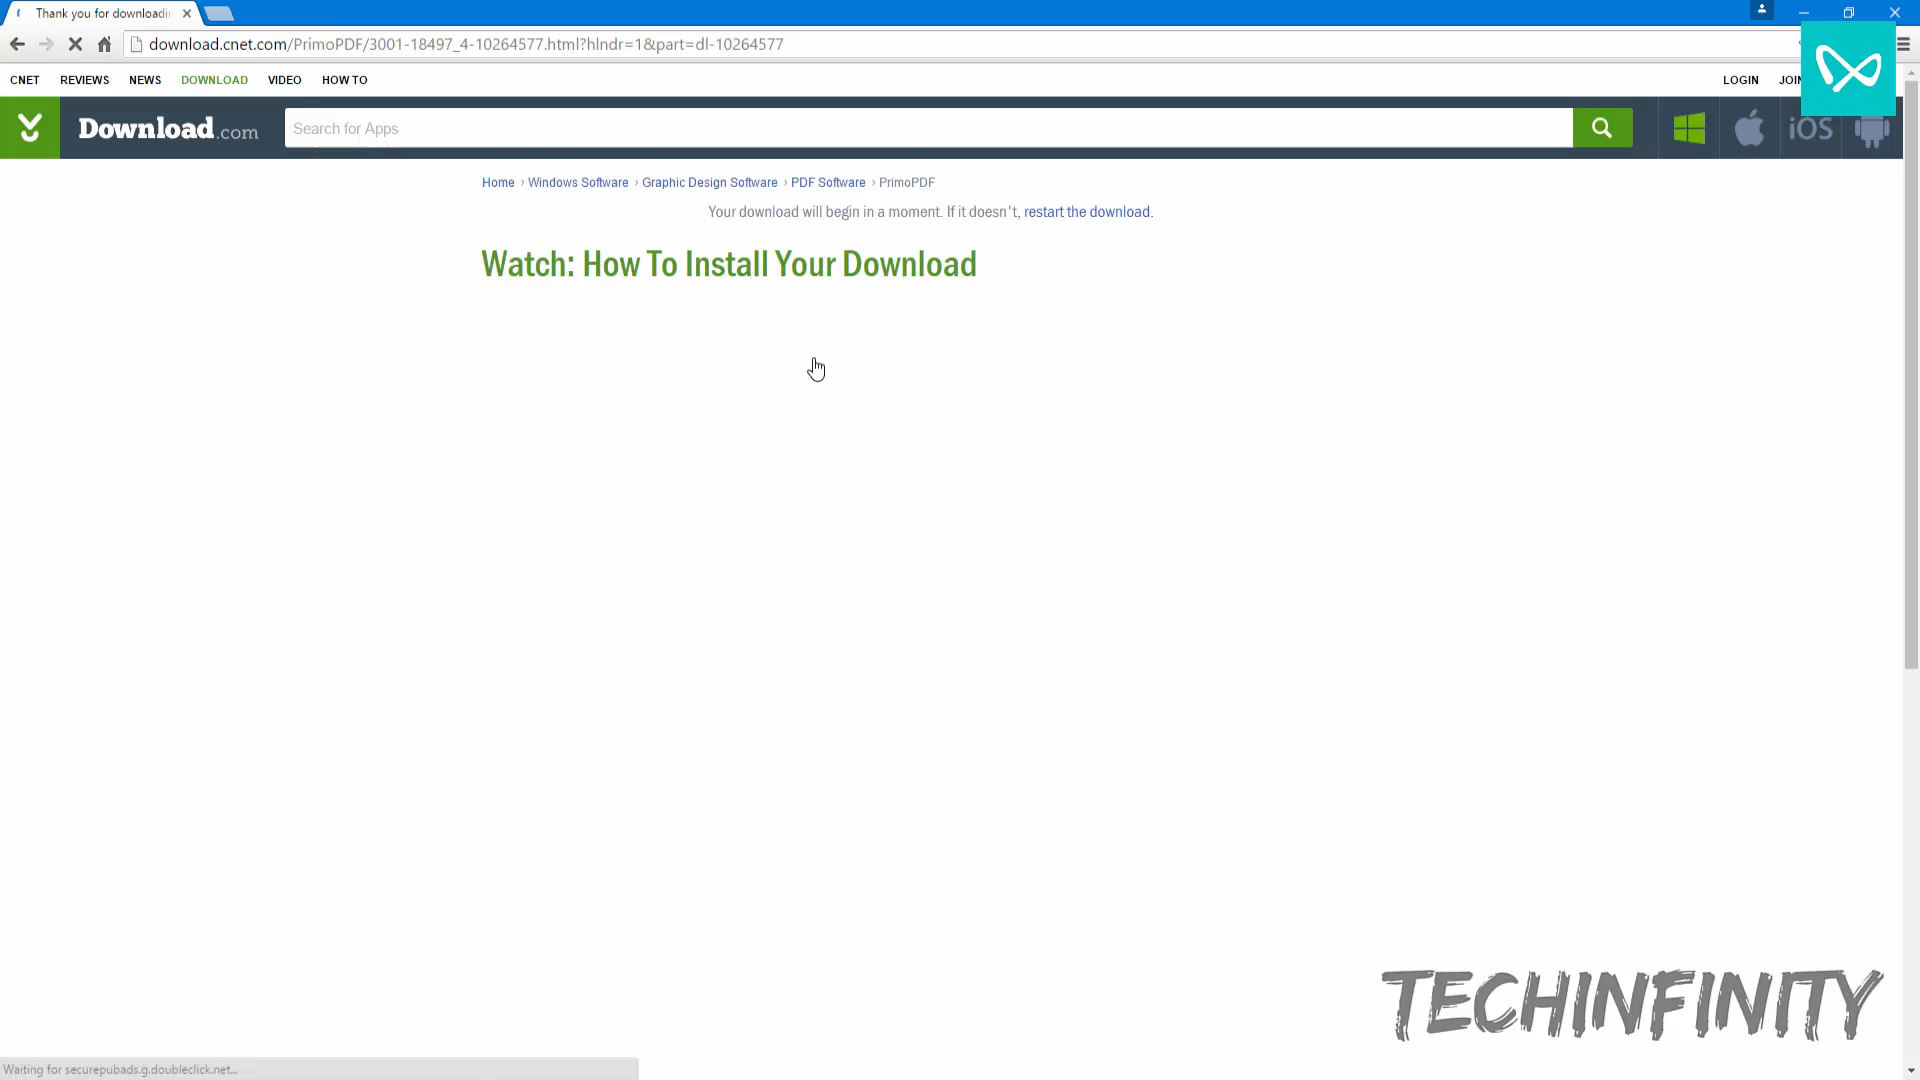 Thank you for downloadin
download.cnet.com/PrimoPDF/3001-18497_4-10264577.html?hlndr=1&part=dl-10264577
CNET REVIEWS NEWS DOWNLOAD VIDEO HOW TO LOGIN JOIN
Download.com Search for Apps iOS
Home › Windows Software › Graphic Design Software › PDF Software › PrimoPDF
Your download will begin in a moment. If it doesn't, restart the download.
Watch: How To Install Your Download
TECHINFINITY
Waiting for securepubads.g.doubleclick.net...